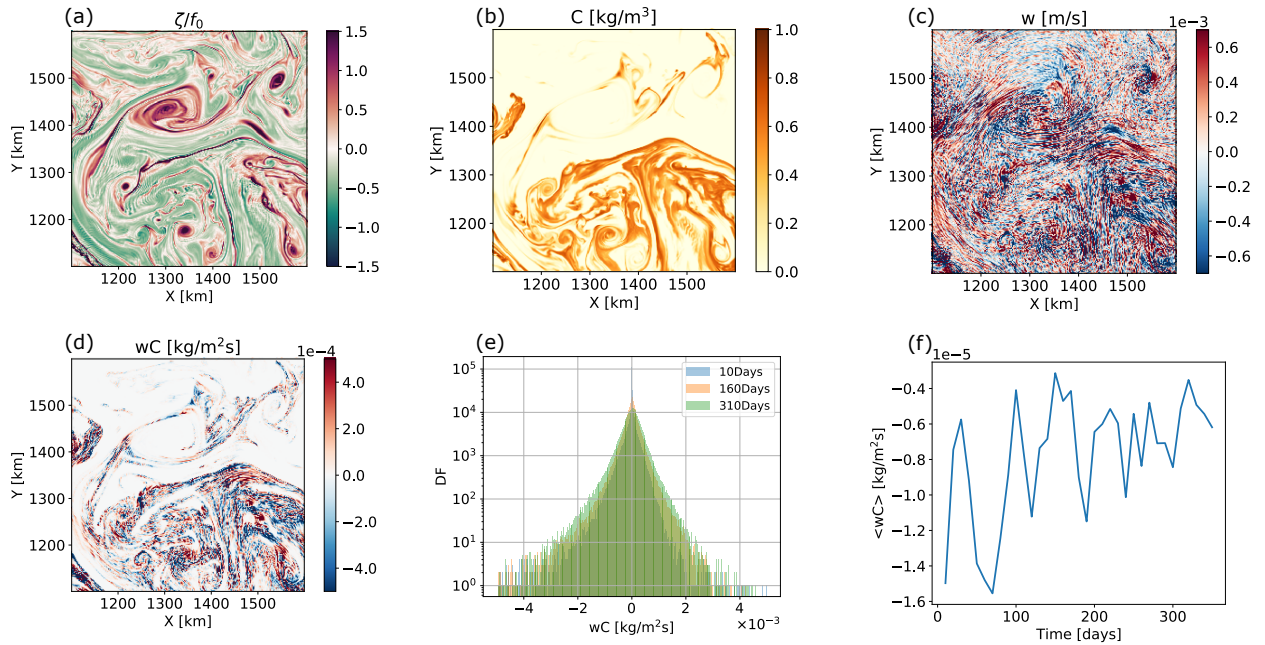 (a)
ζ/f₀
1.5
1.0
0.5
0.0
−0.5
−1.0
−1.5
Y [km]
1500
1400
1300
1200
1200 1300 1400 1500
X [km]
(b)
C [kg/m³]
1.0
0.8
0.6
0.4
0.2
0.0
Y [km]
1500
1400
1300
1200
1200 1300 1400 1500
X [km]
(c)
w [m/s]
1e−3
0.6
0.4
0.2
0.0
−0.2
−0.4
−0.6
Y [km]
1500
1400
1300
1200
1200 1300 1400 1500
X [km]
(d)
wC [kg/m²s]
1e−4
4.0
2.0
0.0
−2.0
−4.0
Y [km]
1500
1400
1300
1200
1200 1300 1400 1500
X [km]
(e)
10Days
160Days
310Days
DF
10⁵
10⁴
10³
10²
10¹
10⁰
−4 −2 0 2 4
wC [kg/m²s]
×10⁻³
(f)
1e−5
<wC> [kg/m²s]
−0.4
−0.6
−0.8
−1.0
−1.2
−1.4
−1.6
0 100 200 300
Time [days]